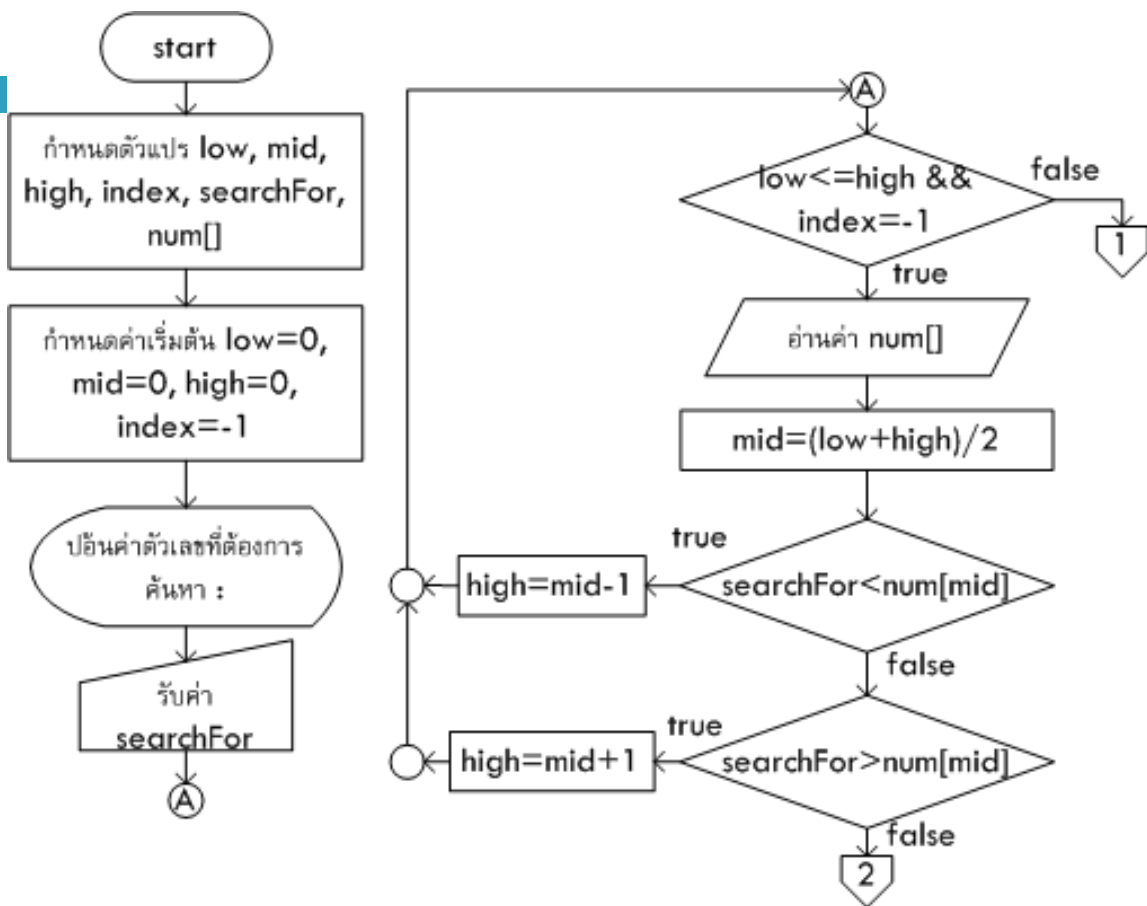 start
กำหนดตัวแปร low, mid,
high, index, searchFor,
num[]
กำหนดค่าเริ่มต้น low=0,
mid=0, high=0,
index=-1
ป้อนค่าตัวเลขที่ต้องการ
ค้นหา :
รับค่า
searchFor
A
A
low<=high &&
index=-1
false
1
true
อ่านค่า num[]
mid=(low+high)/2
true
high=mid-1
searchFor<num[mid]
false
true
high=mid+1
searchFor>num[mid]
false
2